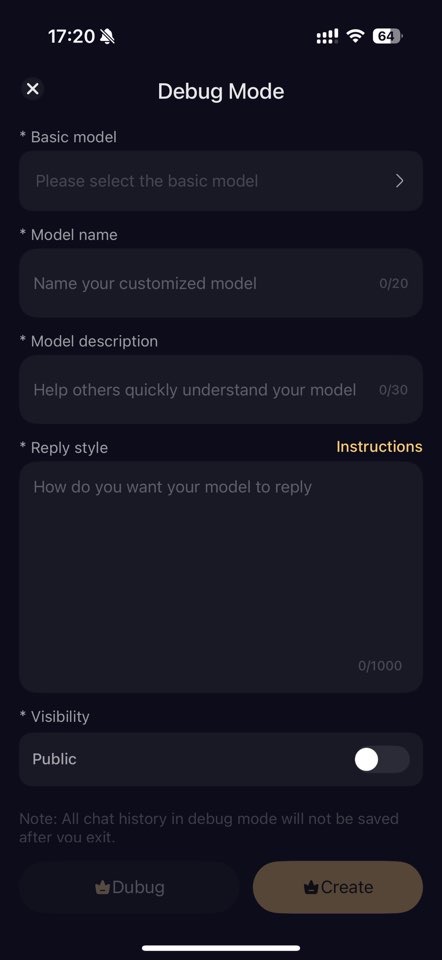 17:20
64
Debug Mode
* Basic model
Please select the basic model
* Model name
Name your customized model 0/20
* Model description
Help others quickly understand your model 0/30
* Reply style Instructions
How do you want your model to reply
0/1000
* Visibility
Public
Note: All chat history in debug mode will not be saved
after you exit.
Dubug Create